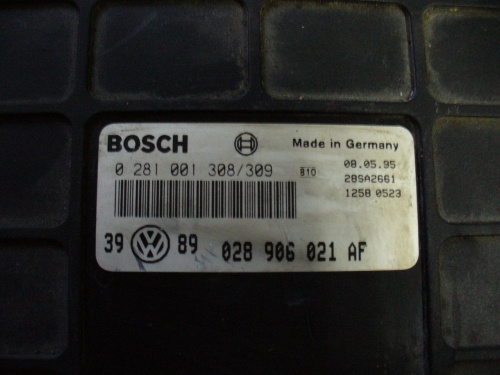 BOSCH Made in Germany
0 281 001 308/309 810 08.05.95
28SA2661
1258 0523
39 VW 89 028 906 021 AF